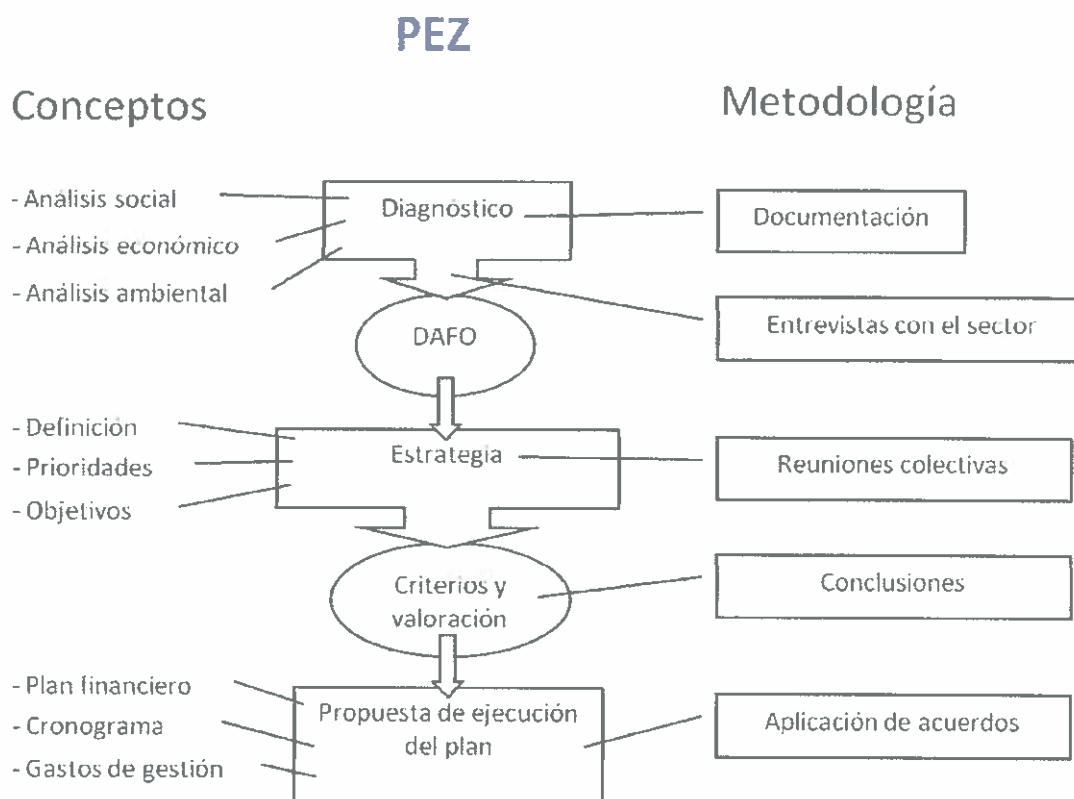 PEZ
Conceptos
Metodología
- Análisis social
- Análisis económico
- Análisis ambiental
Diagnóstico
Documentación
Entrevistas con el sector
DAFO
- Definición
- Prioridades
- Objetivos
Estrategia
Reuniones colectivas
Criterios y
valoración
Conclusiones
- Plan financiero
- Cronograma
- Gastos de gestión
Propuesta de ejecución
del plan
Aplicación de acuerdos